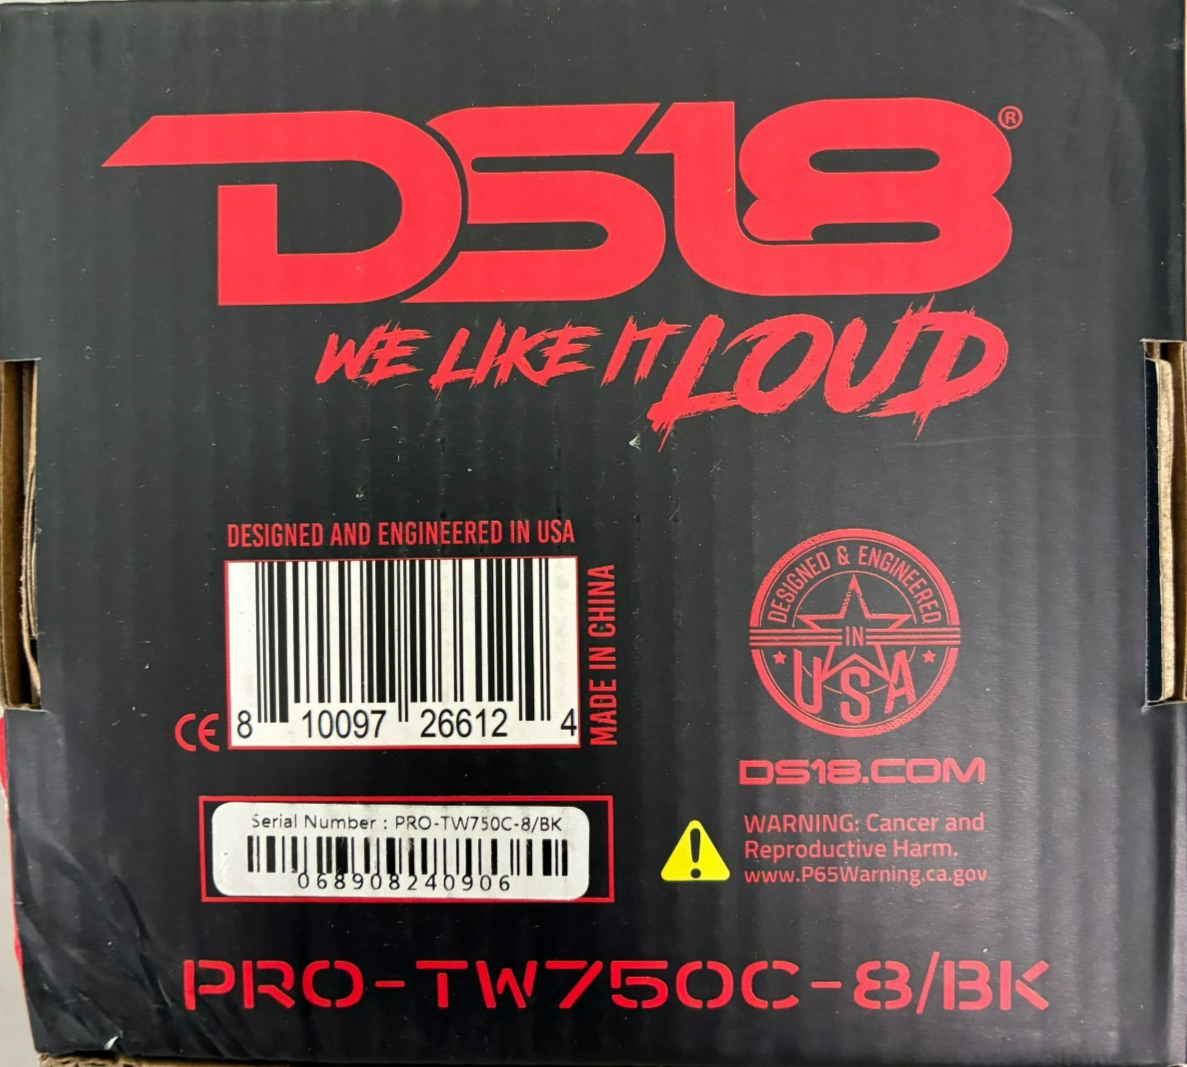 DS18®
WE LIKE IT LOUD
DESIGNED AND ENGINEERED IN USA
MADE IN CHINA
CE
8 10097 26612 4
DESIGNED & ENGINEERED
IN
USA
DS18.COM
Serial Number : PRO-TW750C-8/BK
068908240906
WARNING: Cancer and
Reproductive Harm.
www.P65Warning.ca.gov
PRO-TW750C-8/BK